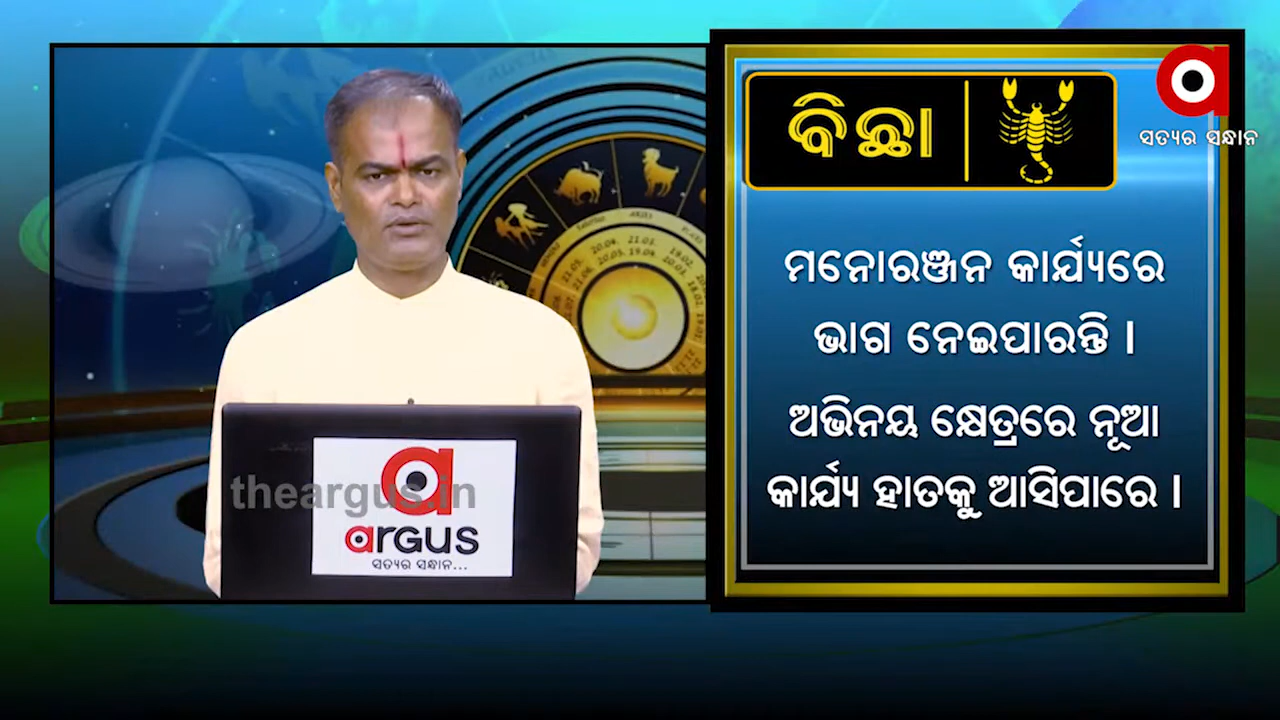 ବିଛା
ସତ୍ୟର ସନ୍ଧାନ
ମନୋରଞ୍ଜନ କାର୍ଯ୍ୟରେ
ଭାଗ ନେଇପାରନ୍ତି ।
ଅଭିନୟ କ୍ଷେତ୍ରରେ ନୂଆ
କାର୍ଯ୍ୟ ହାତକୁ ଆସିପାରେ ।
theargus.in
argus
ସତ୍ୟର ସନ୍ଧାନ...